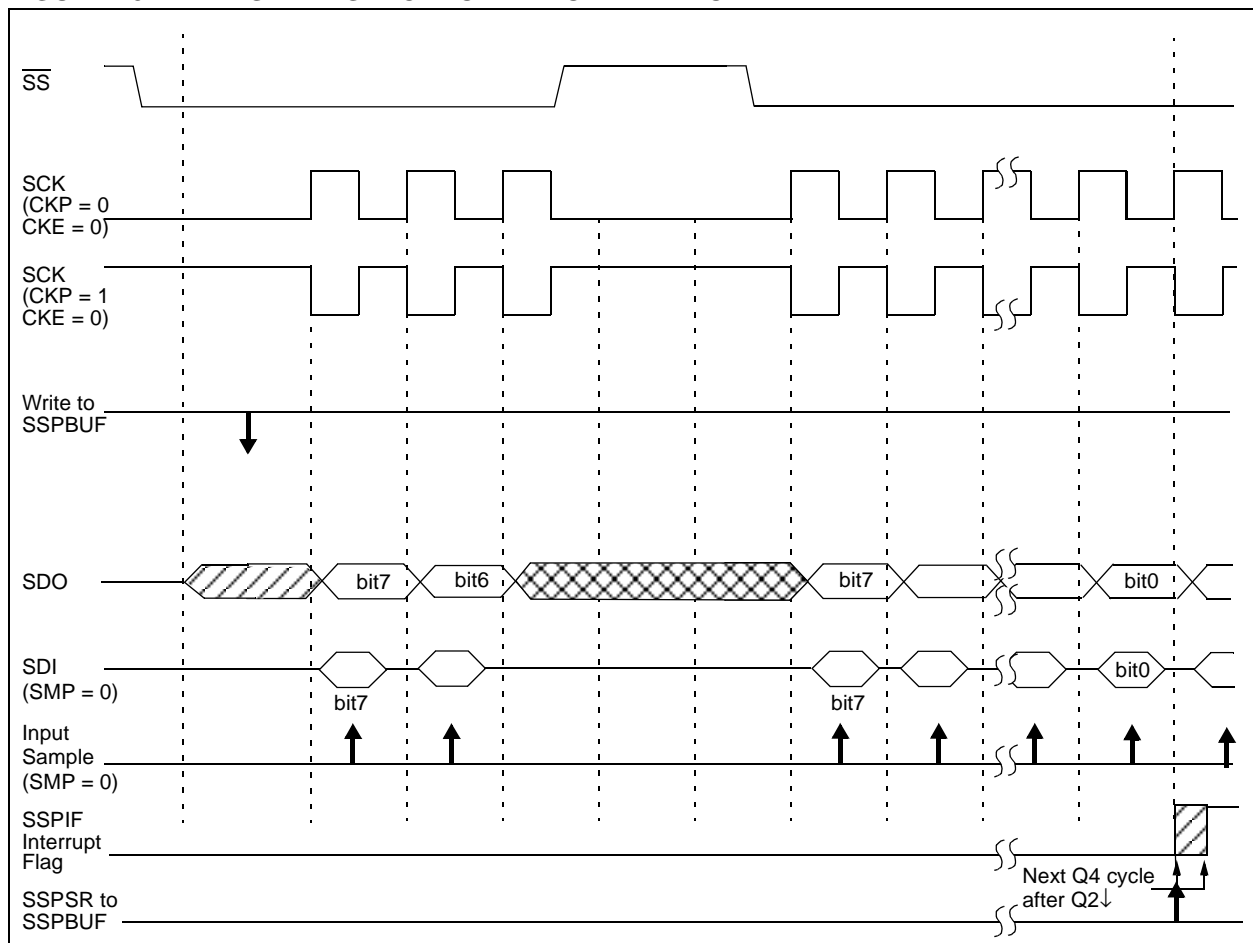 SS
SCK
(CKP = 0
CKE = 0)
SCK
(CKP = 1
CKE = 0)
Write to
SSPBUF
SDO
bit7
bit6
bit7
bit0
SDI
(SMP = 0)
bit7
bit7
bit0
Input
Sample
(SMP = 0)
SSPIF
Interrupt
Flag
Next Q4 cycle
after Q2↓
SSPSR to
SSPBUF